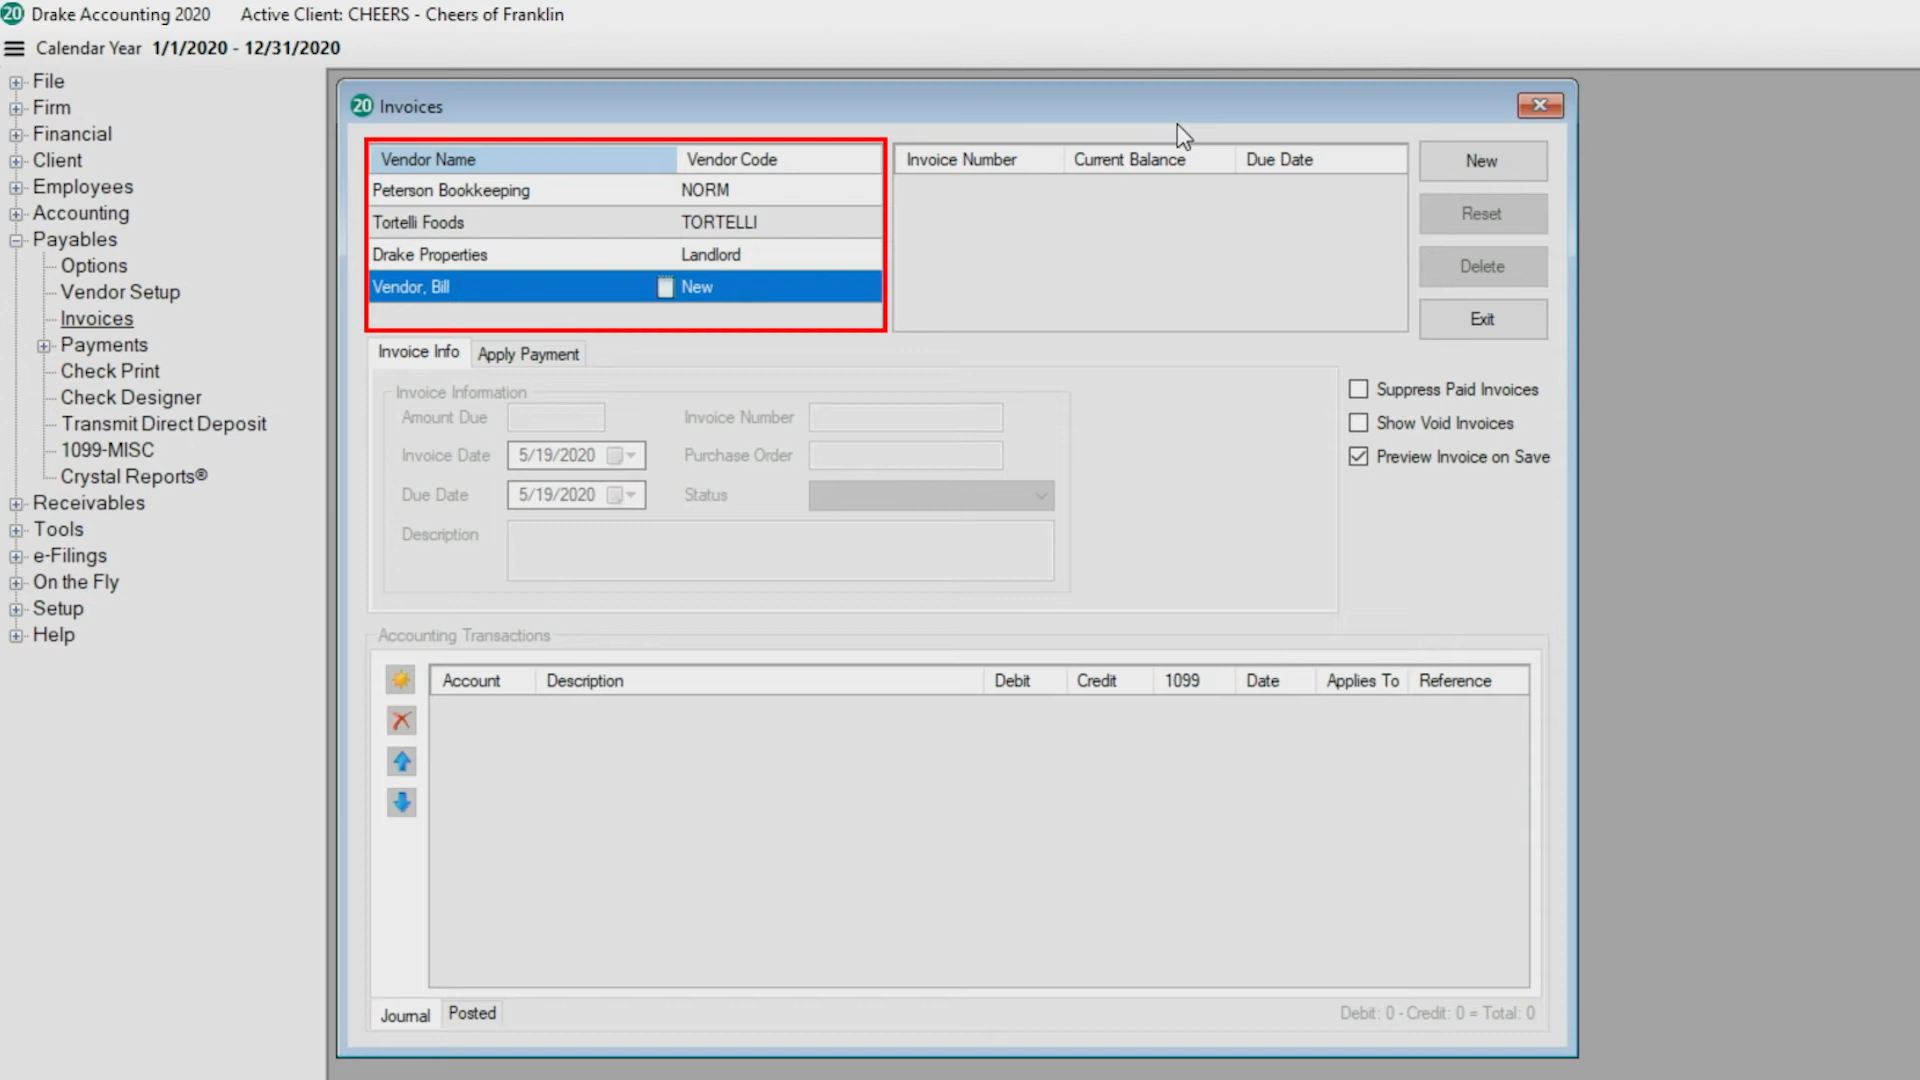 20 Drake Accounting 2020 Active Client: CHEERS - Cheers of Franklin
Calendar Year 1/1/2020 - 12/31/2020
File
Firm
Financial
Client
Employees
Accounting
Payables
Options
Vendor Setup
Invoices
Payments
Check Print
Check Designer
Transmit Direct Deposit
1099-MISC
Crystal Reports®
Receivables
Tools
e-Filings
On the Fly
Setup
Help
20 Invoices
Vendor Name Vendor Code
Peterson Bookkeeping NORM
Tortelli Foods TORTELLI
Drake Properties Landlord
Vendor, Bill New
Invoice Number Current Balance Due Date
New
Reset
Delete
Exit
Invoice Info Apply Payment
Invoice Information
Amount Due Invoice Number
Invoice Date 5/19/2020 Purchase Order
Due Date 5/19/2020 Status
Description
Suppress Paid Invoices
Show Void Invoices
Preview Invoice on Save
Accounting Transactions
Account Description Debit Credit 1099 Date Applies To Reference
Journal Posted
Debit: 0 - Credit: 0 = Total: 0